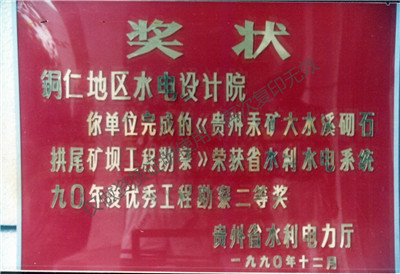 奖状
铜仁地区水电设计院
你单位完成的《贵州汞矿大水溪砌石
拱尾矿坝工程勘察》荣获省水利水电系统
九〇年度优秀工程勘察二等奖
贵州省水利电力厅
一九九〇年十二月